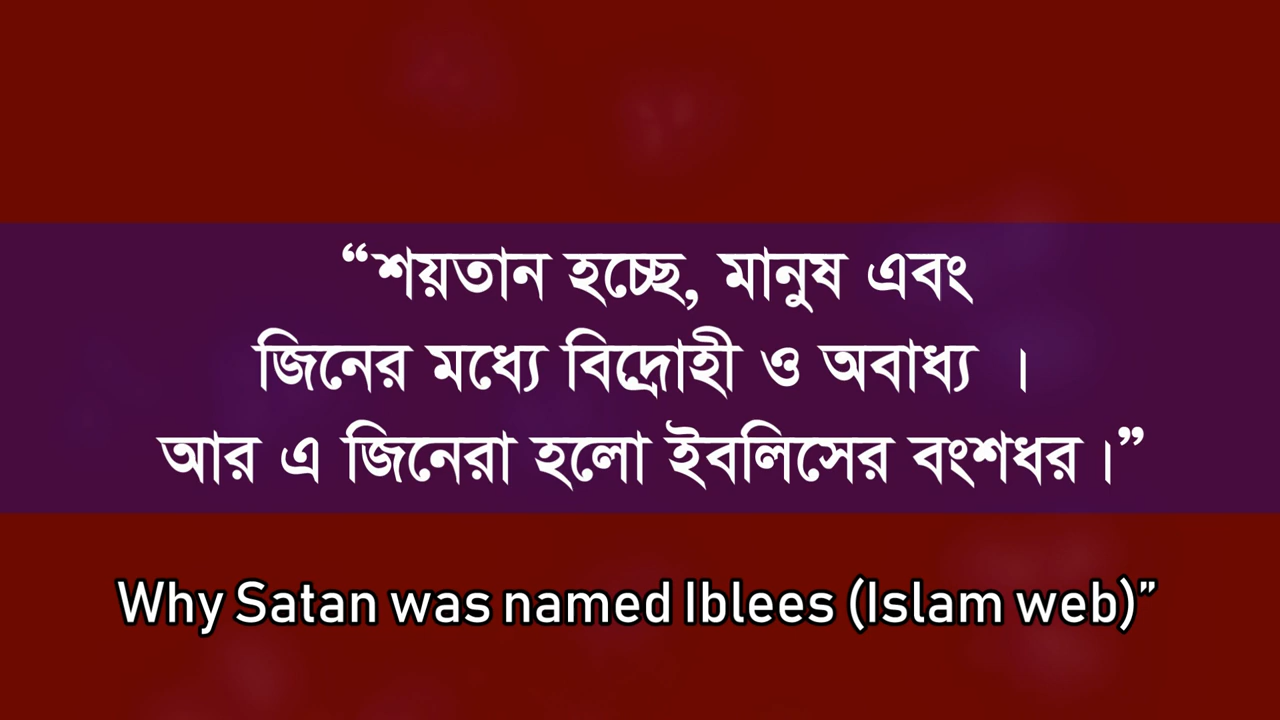 “শয়তান হচ্ছে, মানুষ এবং
জিনের মধ্যে বিদ্রোহী ও অবাধ্য ।
আর এ জিনেরা হলো ইবলিসের বংশধর।”
Why Satan was named Iblees (Islam web)”